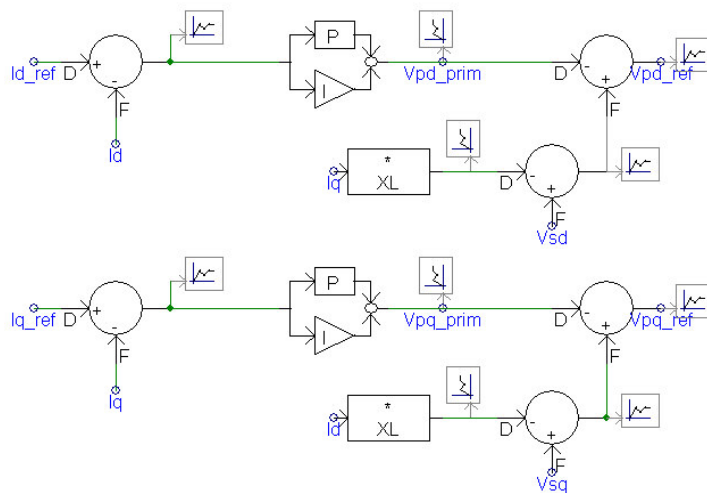 + - P -
Id_ref D Vpd_prim D Vpd_ref
F I F
Id
*
Iq XL D - +
F
Vsd
+ - P -
Iq_ref D Vpq_prim D Vpq_ref
F I F
Iq
*
Id XL D - +
F
Vsq